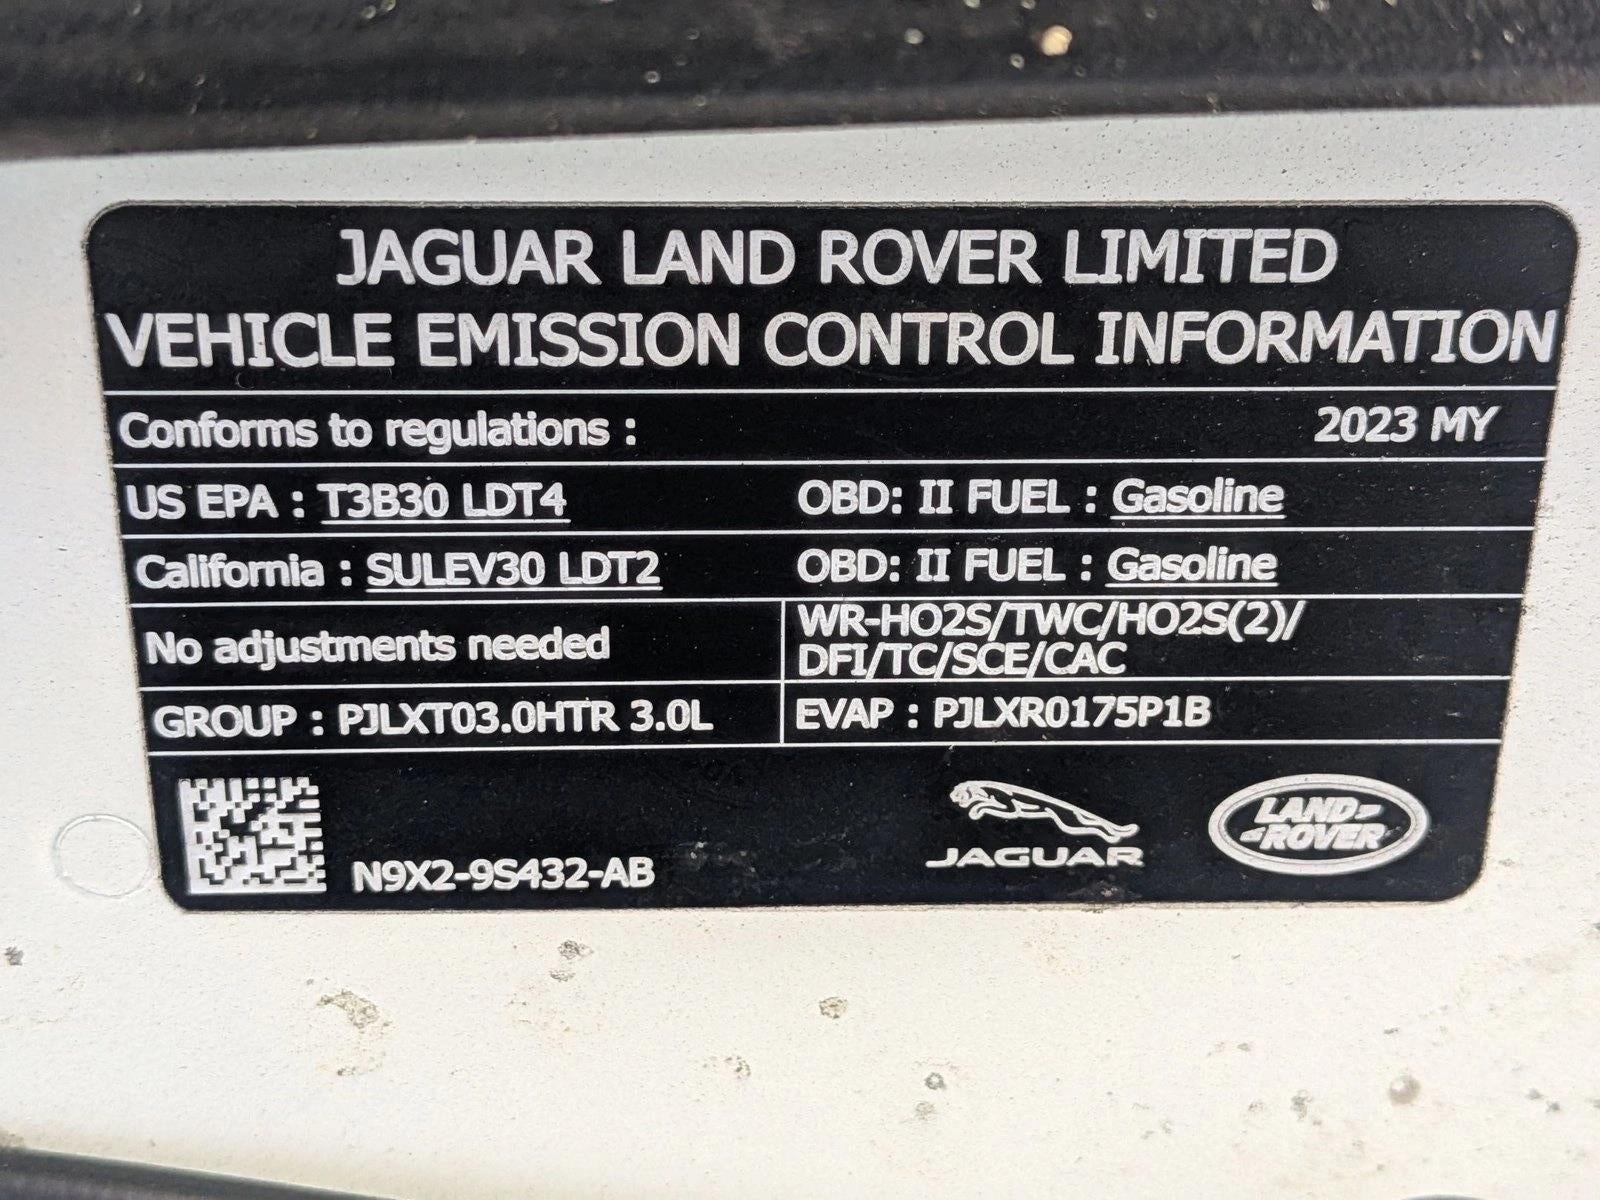 JAGUAR LAND ROVER LIMITED
VEHICLE EMISSION CONTROL INFORMATION
Conforms to regulations : 2023 MY
US EPA : T3B30 LDT4 OBD: II FUEL : Gasoline
California : SULEV30 LDT2 OBD: II FUEL : Gasoline
No adjustments needed
WR-HO2S/TWC/HO2S(2)/
DFI/TC/SCE/CAC
GROUP : PJLXT03.0HTR 3.0L EVAP : PJLXR0175P1B
N9X2-9S432-AB
JAGUAR
LAND
ROVER